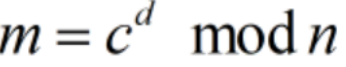 m = c^d mod n